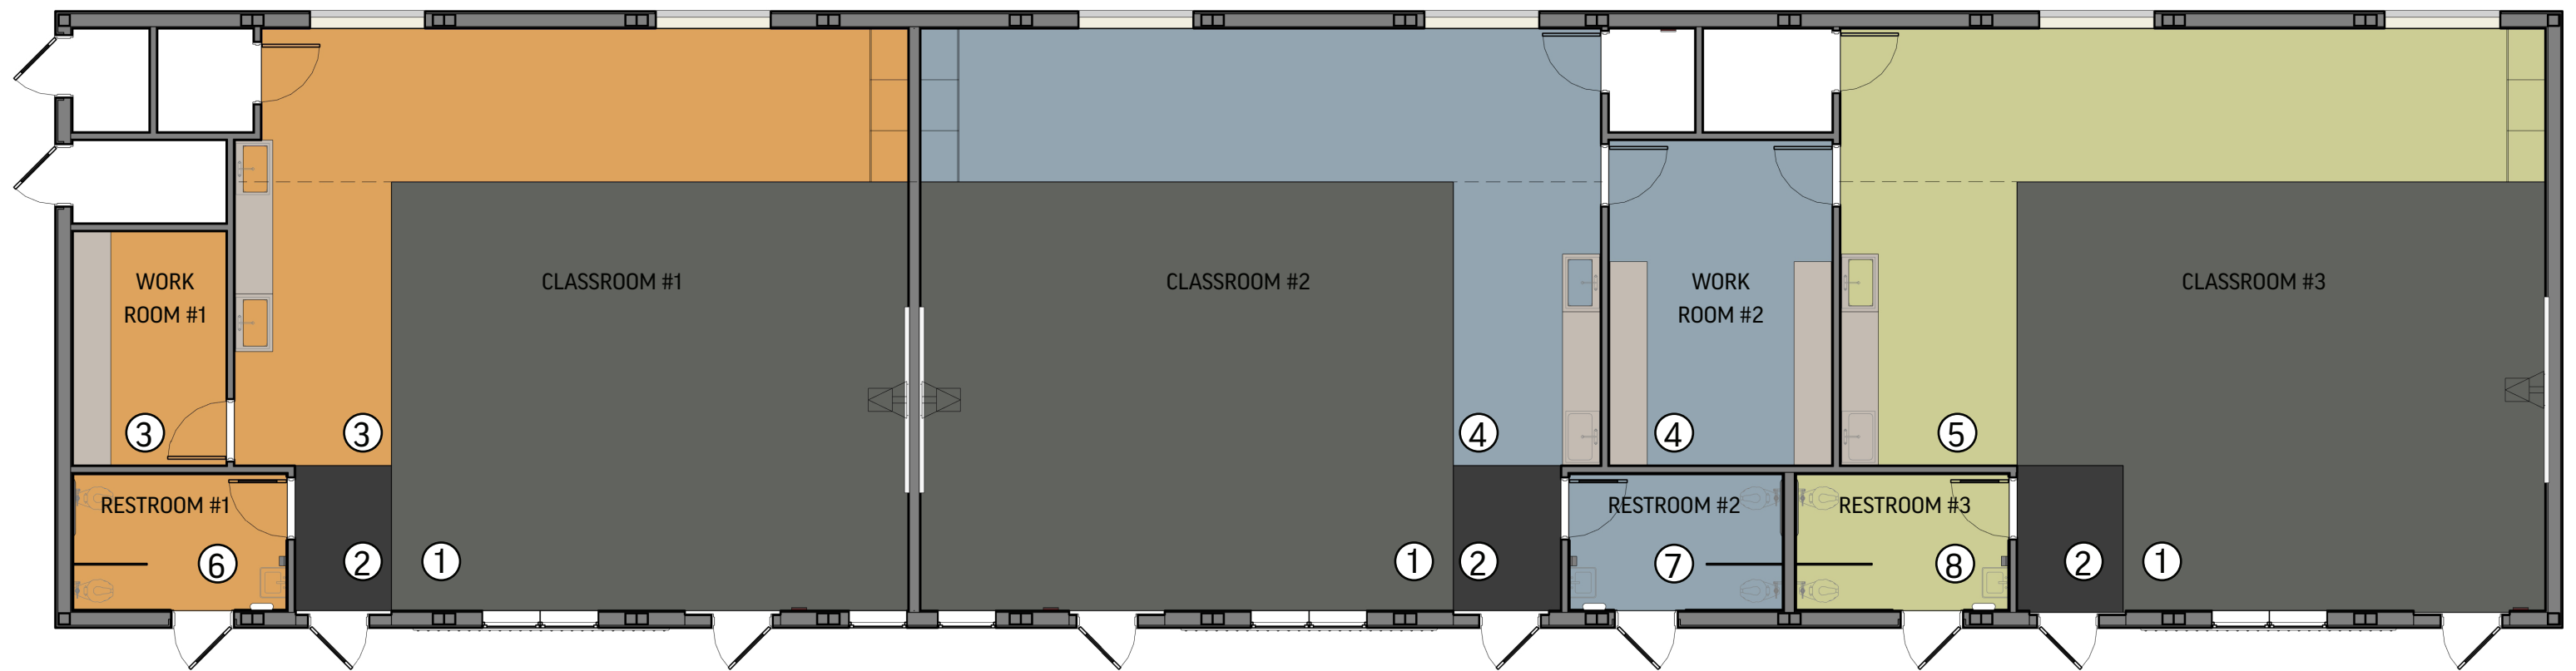 WORK
ROOM #1
CLASSROOM #1
CLASSROOM #2
WORK
ROOM #2
CLASSROOM #3
3
3
4
4
5
RESTROOM #1
RESTROOM #2
RESTROOM #3
6
2
1
1
2
7
8
2
1